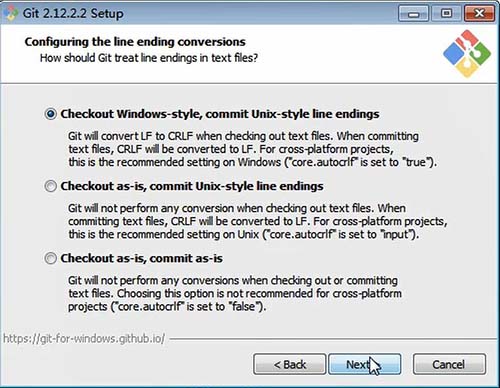 Git 2.12.2.2 Setup
Configuring the line ending conversions
How should Git treat line endings in text files?
Checkout Windows-style, commit Unix-style line endings
Git will convert LF to CRLF when checking out text files. When committing
text files, CRLF will be converted to LF. For cross-platform projects,
this is the recommended setting on Windows ("core.autocrlf" is set to "true").
Checkout as-is, commit Unix-style line endings
Git will not perform any conversion when checking out text files. When
committing text files, CRLF will be converted to LF. For cross-platform projects,
this is the recommended setting on Unix ("core.autocrlf" is set to "input").
Checkout as-is, commit as-is
Git will not perform any conversions when checking out or committing
text files. Choosing this option is not recommended for cross-platform
projects ("core.autocrlf" is set to "false").
https://git-for-windows.github.io/
< Back
Next
Cancel